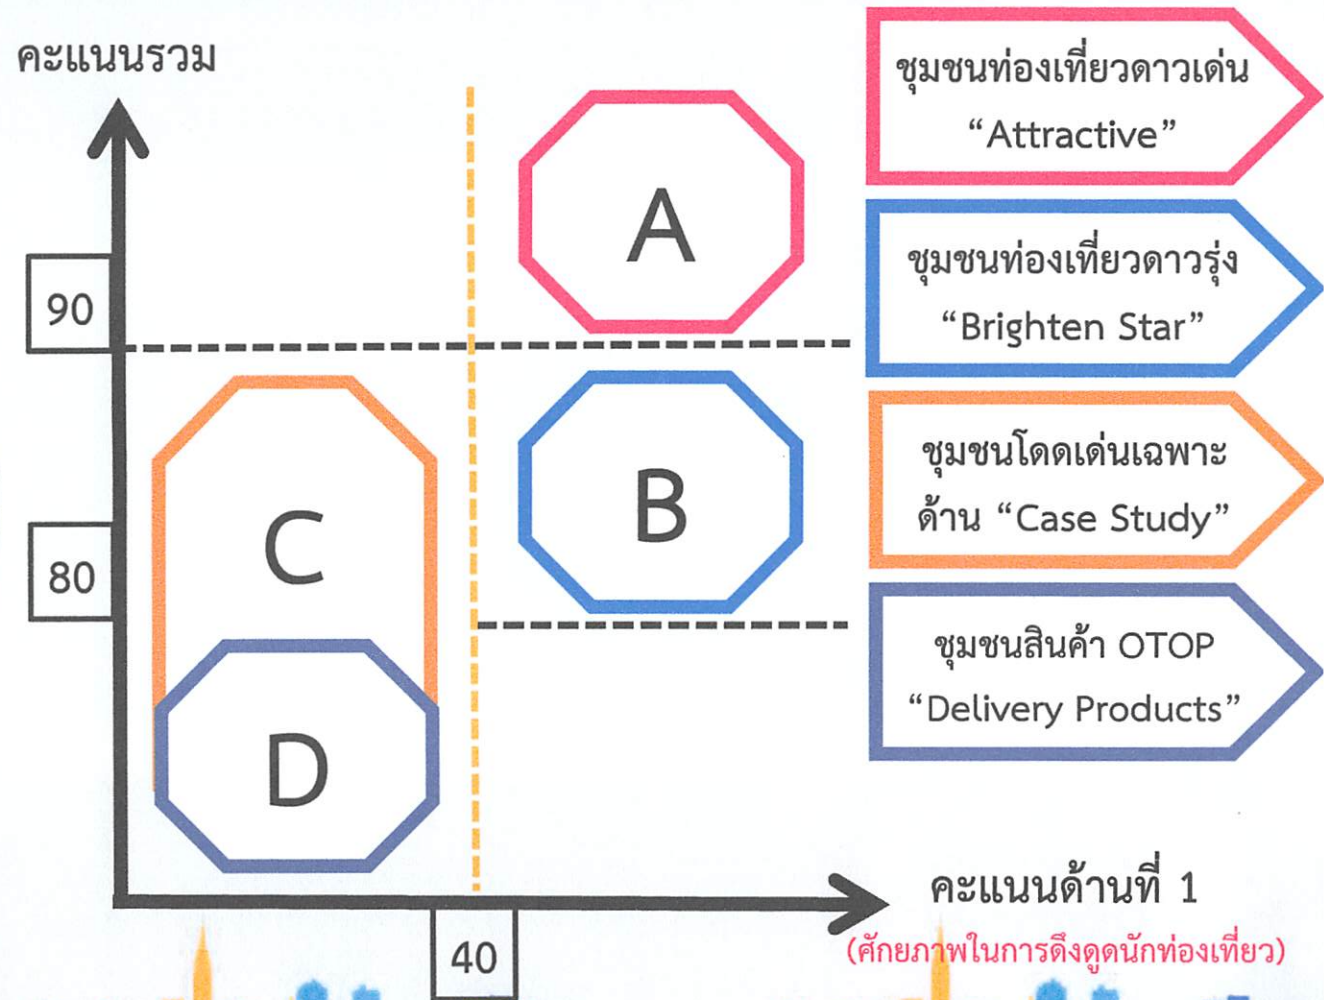 คะแนนรวม
ชุมชนท่องเที่ยวดาวเด่น
“Attractive”
A
90
ชุมชนท่องเที่ยวดาวรุ่ง
“Brighten Star”
B
C
80
ชุมชนโดดเด่นเฉพาะ
ด้าน “Case Study”
ชุมชนสินค้า OTOP
“Delivery Products”
D
คะแนนด้านที่ 1
(ศักยภาพในการดึงดูดนักท่องเที่ยว)
40